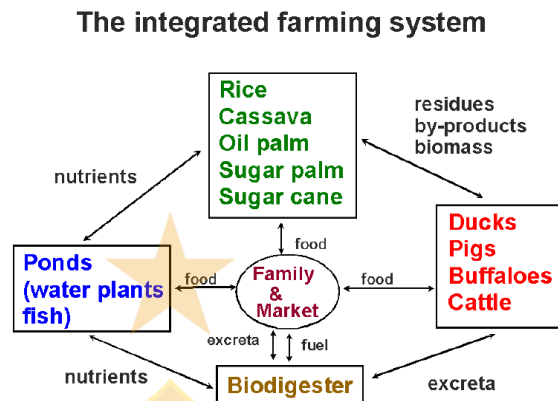 The integrated farming system
Rice
Cassava
Oil palm
Sugar palm
Sugar cane
residues
by-products
biomass
nutrients
food
Ponds
(water plants
fish)
food
Family
&
Market
food
Ducks
Pigs
Buffaloes
Cattle
excreta
fuel
nutrients
Biodigester
excreta